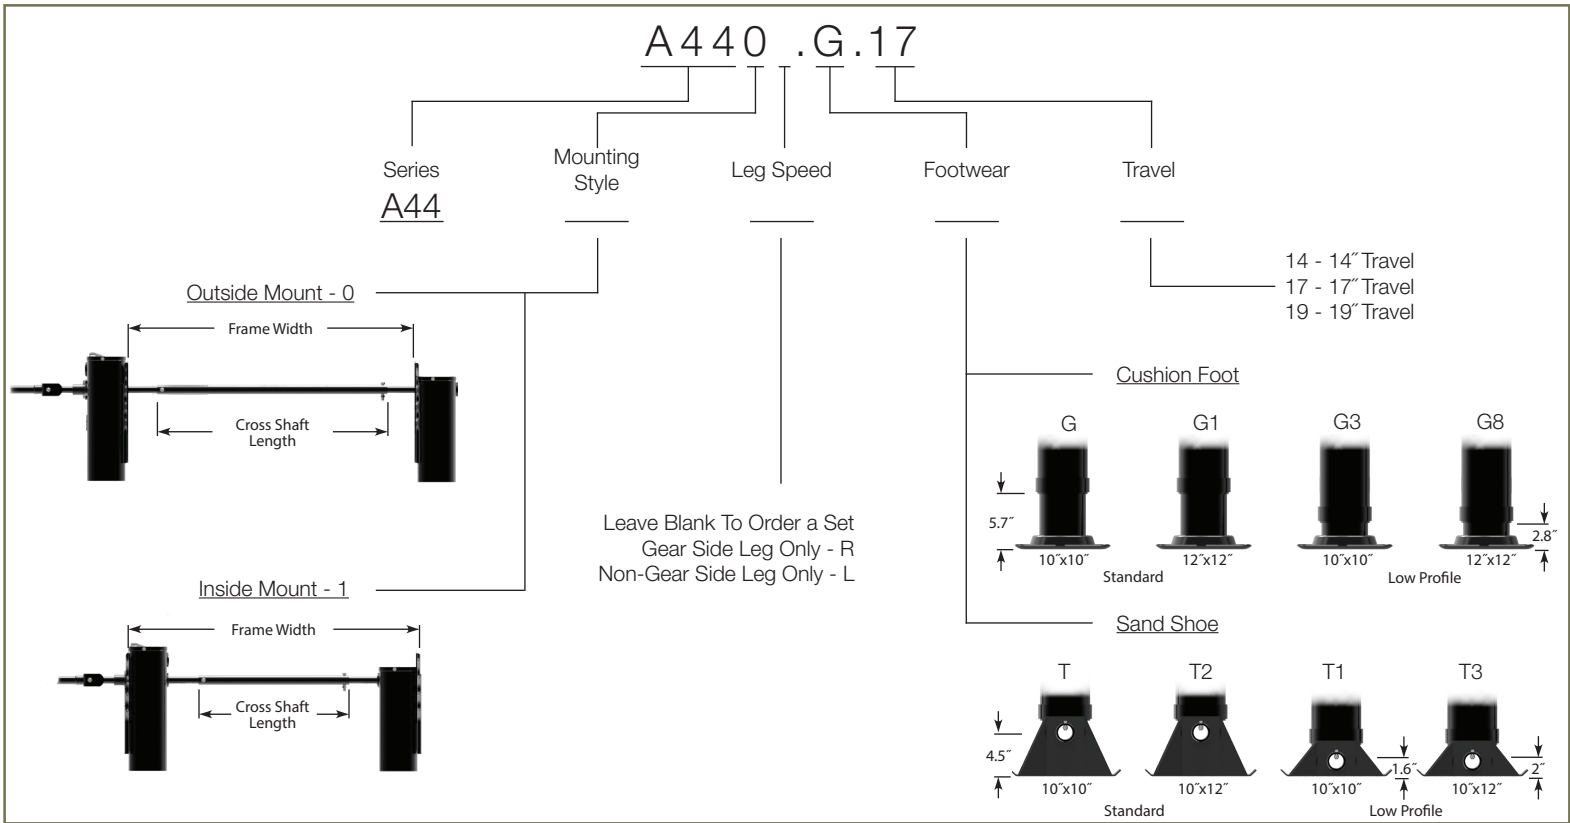 A440 .G.17
Series
Mounting
Style
Leg Speed
Footwear
Travel
A44
14 - 14˝ Travel
17 - 17˝ Travel
19 - 19˝ Travel
Outside Mount - 0
Frame Width
Cross Shaft
Length
Leave Blank To Order a Set
Gear Side Leg Only - R
Non-Gear Side Leg Only - L
Inside Mount - 1
Frame Width
Cross Shaft
Length
Cushion Foot
G G1 G3 G8
5.7˝ 2.8˝
10˝x10˝ 12˝x12˝ 10˝x10˝ 12˝x12˝
Standard Low Profile
Sand Shoe
T T2 T1 T3
4.5˝ 1.6˝ 2˝
10˝x10˝ 10˝x12˝ 10˝x10˝ 10˝x12˝
Standard Low Profile